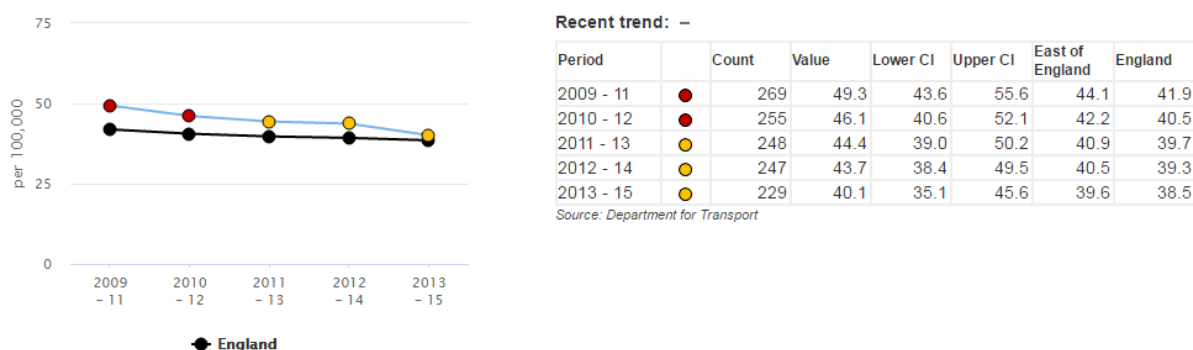 75
50
25
0
per 100,000
2009
- 11
2010
- 12
2011
- 13
2012
- 14
2013
- 15
England
Recent trend: –
Period Count Value Lower CI Upper CI East of England England
2009 - 11 269 49.3 43.6 55.6 44.1 41.9
2010 - 12 255 46.1 40.6 52.1 42.2 40.5
2011 - 13 248 44.4 39.0 50.2 40.9 39.7
2012 - 14 247 43.7 38.4 49.5 40.5 39.3
2013 - 15 229 40.1 35.1 45.6 39.6 38.5
Source: Department for Transport